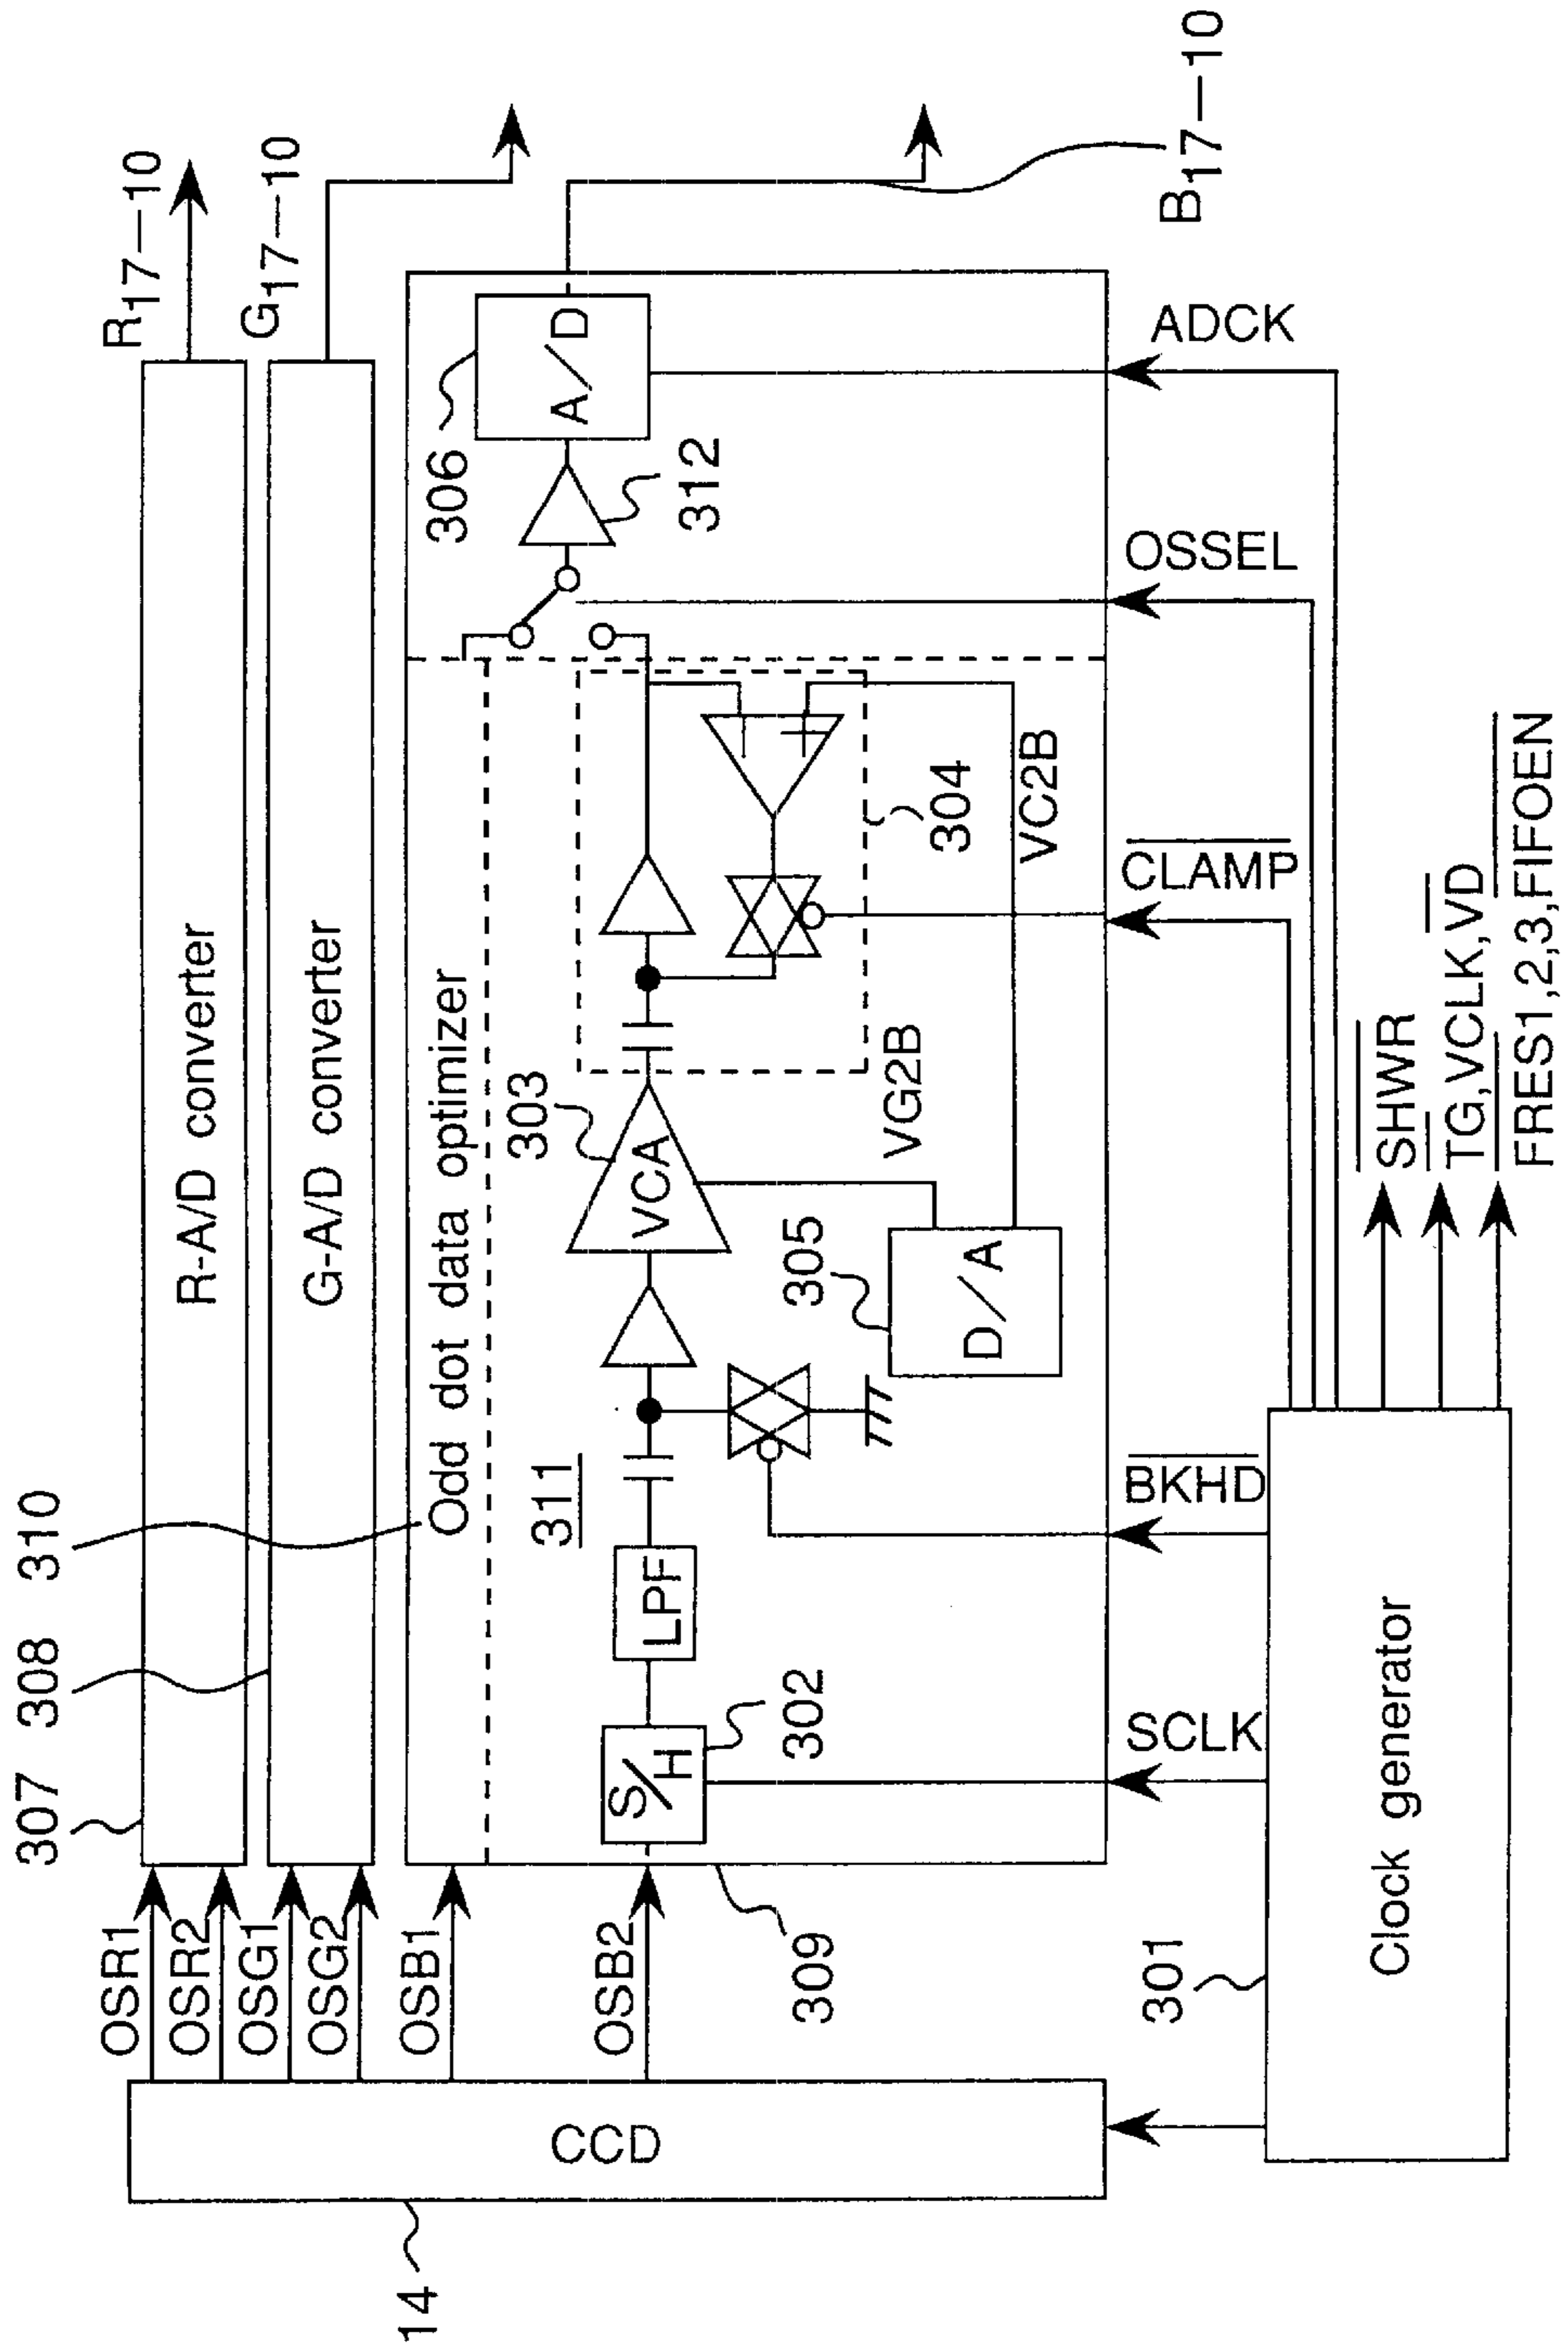 307 308 310
OSR1
OSR2
OSG1
OSG2
OSB1
OSB2
R-A/D converter
G-A/D converter
R17—10
G17—10
B17—10
Odd dot data optimizer
311
S/H
302
LPF
VCA
303
305
D/A
VG2B
VC2B
304
306
A/D
312
CCD
14
309
301
Clock generator
SCLK
BKHD
CLAMP
OSSEL
ADCK
SHWR
TG,VCLK,VD
FRES1,2,3,FIFOEN